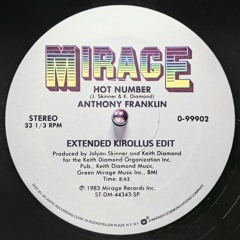 MIRAGE
HOT NUMBER
(J. Skinner & K. Diamond)
ANTHONY FRANKLIN
STEREO
33 1/3 RPM
0-99902
EXTENDED KIROLLUS EDIT
Produced by Jolyon Skinner and Keith Diamond
for the Keith Diamond Organization Inc.
Pub., Keith Diamond Music,
Green Mirage Music Inc., BMI
Time: 8:43
℗ 1983 Mirage Records Inc.
ST-DM-44343-SP